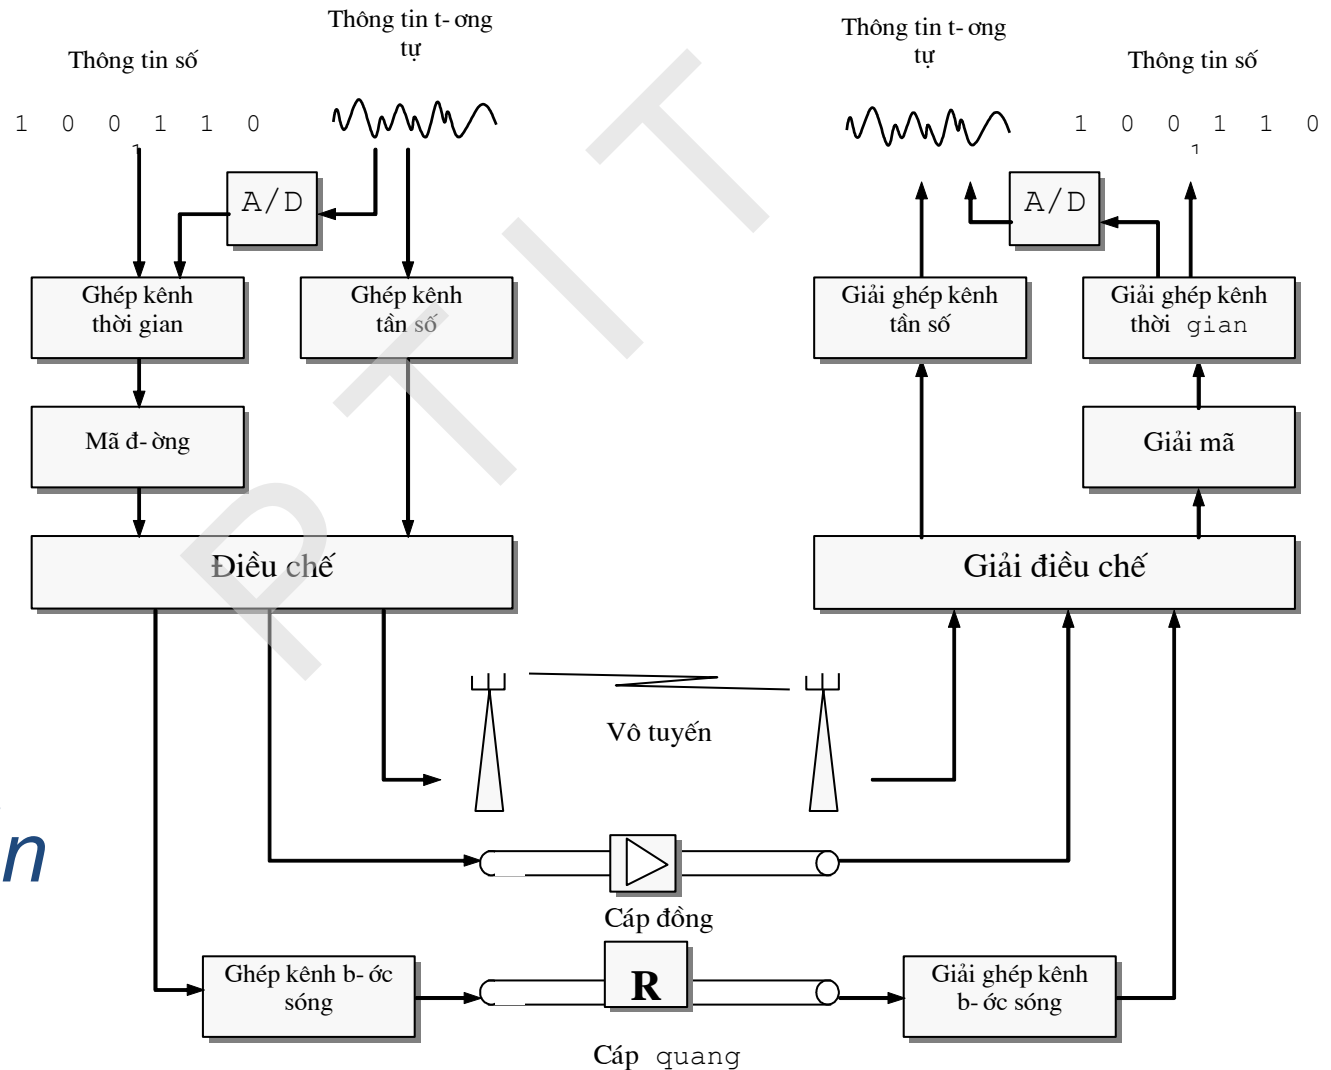 Thông tin t- ơng
tự
Thông tin số
1 0 0 1 1 0
1
Thông tin t- ơng
tự
Thông tin số
1 0 0 1 1 0
1
A/D
A/D
Ghép kênh
thời gian
Ghép kênh
tần số
Giải ghép kênh
tần số
Giải ghép kênh
thời gian
Mã đ- ờng
Giải mã
Điều chế
Giải điều chế
Vô tuyến
n
Cáp đồng
Ghép kênh b- ớc
sóng
R
Giải ghép kênh
b- ớc sóng
Cáp quang
PTIT